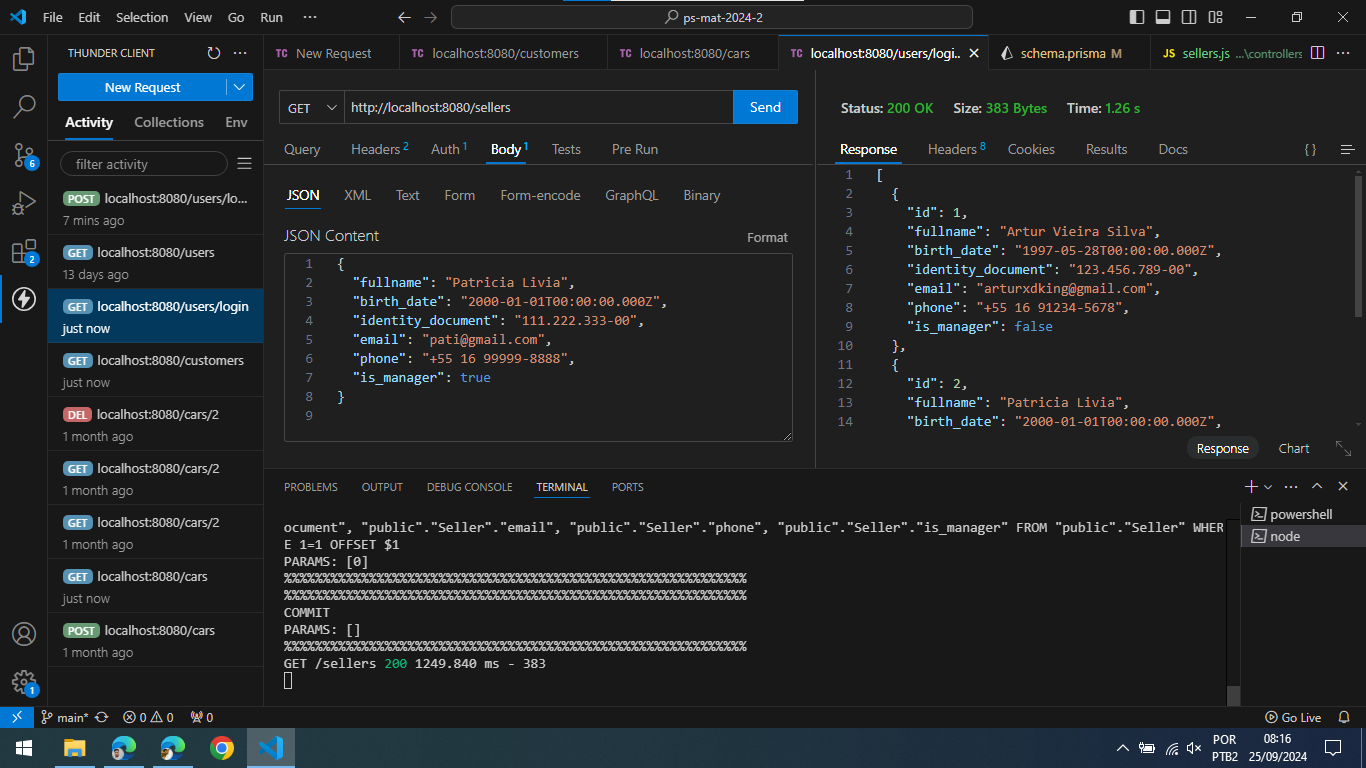 File Edit Selection View Go Run ··· ps-mat-2024-2
THUNDER CLIENT ···
New Request
Activity Collections Env
filter activity
POST localhost:8080/users/lo...
7 mins ago
GET localhost:8080/users
13 days ago
GET localhost:8080/users/login
just now
GET localhost:8080/customers
just now
DEL localhost:8080/cars/2
1 month ago
GET localhost:8080/cars/2
1 month ago
GET localhost:8080/cars/2
1 month ago
GET localhost:8080/cars
just now
POST localhost:8080/cars
1 month ago
6
2
1
TC New Request TC localhost:8080/customers TC localhost:8080/cars TC localhost:8080/users/logi.. schema.prisma M JS sellers.js ...\controllers ···
GET http://localhost:8080/sellers Send
Query Headers 2 Auth 1 Body 1 Tests Pre Run
JSON XML Text Form Form-encode GraphQL Binary
JSON Content Format
1 {
2 "fullname": "Patricia Livia",
3 "birth_date": "2000-01-01T00:00:00.000Z",
4 "identity_document": "111.222.333-00",
5 "email": "pati@gmail.com",
6 "phone": "+55 16 99999-8888",
7 "is_manager": true
8 }
9
Status: 200 OK Size: 383 Bytes Time: 1.26 s
Response Headers 8 Cookies Results Docs { }
1 [
2 {
3 "id": 1,
4 "fullname": "Artur Vieira Silva",
5 "birth_date": "1997-05-28T00:00:00.000Z",
6 "identity_document": "123.456.789-00",
7 "email": "arturxdking@gmail.com",
8 "phone": "+55 16 91234-5678",
9 "is_manager": false
10 },
11 {
12 "id": 2,
13 "fullname": "Patricia Livia",
14 "birth_date": "2000-01-01T00:00:00.000Z",
Response Chart
PROBLEMS OUTPUT DEBUG CONSOLE TERMINAL PORTS ···
ocument", "public"."Seller"."email", "public"."Seller"."phone", "public"."Seller"."is_manager" FROM "public"."Seller" WHER
E 1=1 OFFSET $1
PARAMS: [0]
%%%%%%%%%%%%%%%%%%%%%%%%%%%%%%%%%%%%%%%%%%%%%%%%%%%%%%%%%%%%
%%%%%%%%%%%%%%%%%%%%%%%%%%%%%%%%%%%%%%%%%%%%%%%%%%%%%%%%%%%%
COMMIT
PARAMS: []
%%%%%%%%%%%%%%%%%%%%%%%%%%%%%%%%%%%%%%%%%%%%%%%%%%%%%%%%%%%%
GET /sellers 200 1249.840 ms - 383
powershell
node
main* 0 0 0 Go Live
POR
PTB2
08:16
25/09/2024